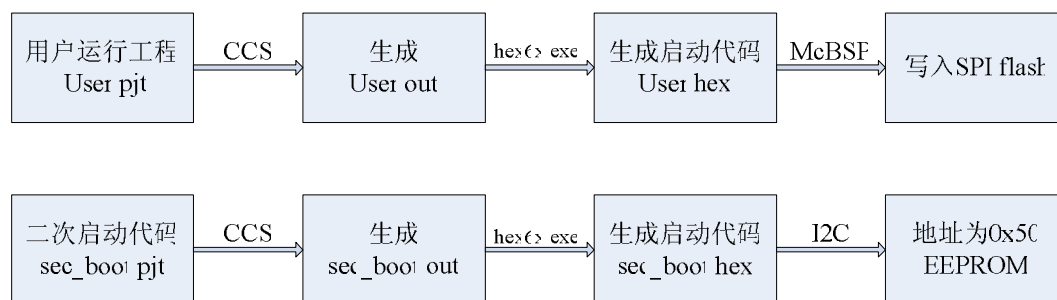 用户运行工程
User pjt
CCS
生成
User out
hex6x exe
生成启动代码
User hex
McBSP
写入SPI flash
二次启动代码
sec_boot pjt
CCS
生成
sec_boot out
hex6x exe
生成启动代码
sec_boot hex
I2C
地址为0x50
EEPROM